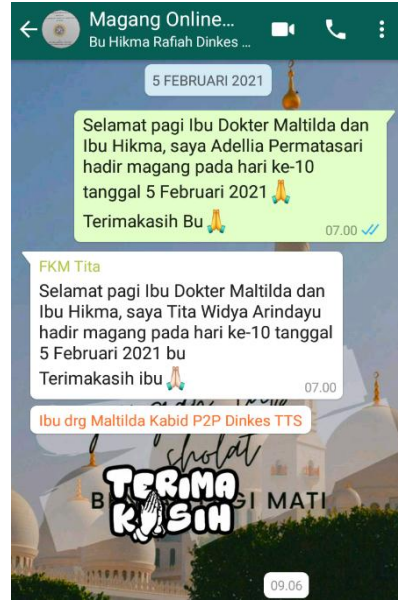 Magang Online...
Bu Hikma Rafiah Dinkes ...
5 FEBRUARI 2021
Selamat pagi Ibu Dokter Maltilda dan
Ibu Hikma, saya Adellia Permatasari
hadir magang pada hari ke-10
tanggal 5 Februari 2021 🙏
Terimakasih Bu 🙏
07.00
FKM Tita
Selamat pagi Ibu Dokter Maltilda dan
Ibu Hikma, saya Tita Widya Arindayu
hadir magang pada hari ke-10 tanggal
5 Februari 2021 bu
Terimakasih ibu 🙏🏻
07.00
Ibu drg Maltilda Kabid P2P Dinkes TTS
sholat
TERIMA
KASIH
MATI
09.06